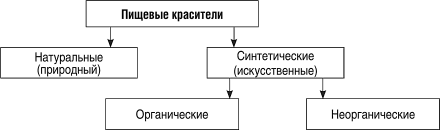 Пищевые красители
Натуральные
(природный)
Синтетические
(искусственные)
Органические
Неорганические